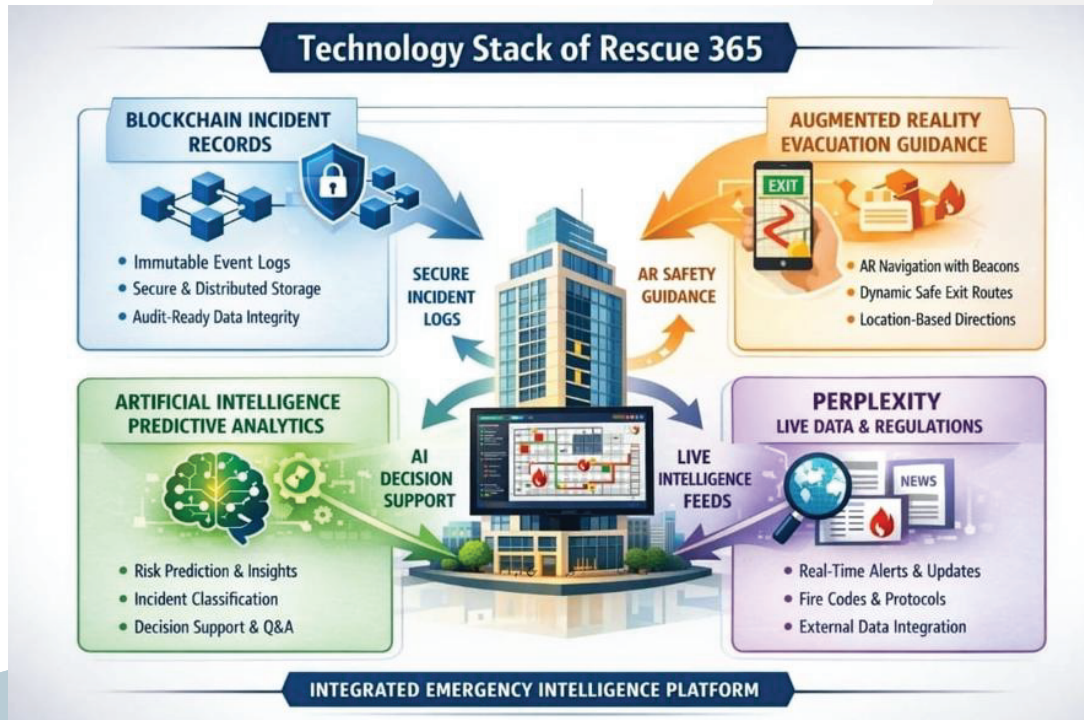 Technology Stack of Rescue 365
BLOCKCHAIN INCIDENT
RECORDS
• Immutable Event Logs
• Secure & Distributed Storage
• Audit-Ready Data Integrity
SECURE
INCIDENT
LOGS
AUGMENTED REALITY
EVACUATION GUIDANCE
EXIT
• AR Navigation with Beacons
• Dynamic Safe Exit Routes
• Location-Based Directions
AR SAFETY
GUIDANCE
ARTIFICIAL INTELLIGENCE
PREDICTIVE ANALYTICS
• Risk Prediction & Insights
• Incident Classification
• Decision Support & Q&A
AI
DECISION
SUPPORT
LIVE
INTELLIGENCE
FEEDS
PERPLEXITY
LIVE DATA & REGULATIONS
NEWS
• Real-Time Alerts & Updates
• Fire Codes & Protocols
• External Data Integration
INTEGRATED EMERGENCY INTELLIGENCE PLATFORM